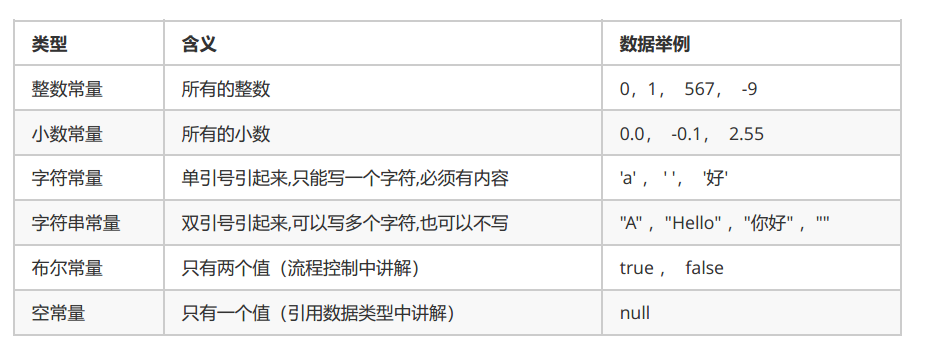 类型 含义 数据举例
整数常量 所有的整数 0，1， 567， -9
小数常量 所有的小数 0.0， -0.1， 2.55
字符常量 单引号引起来,只能写一个字符,必须有内容 'a' ， ' '， '好'
字符串常量 双引号引起来,可以写多个字符,也可以不写 "A" ，"Hello" ，"你好" ，""
布尔常量 只有两个值（流程控制中讲解） true ， false
空常量 只有一个值（引用数据类型中讲解） null